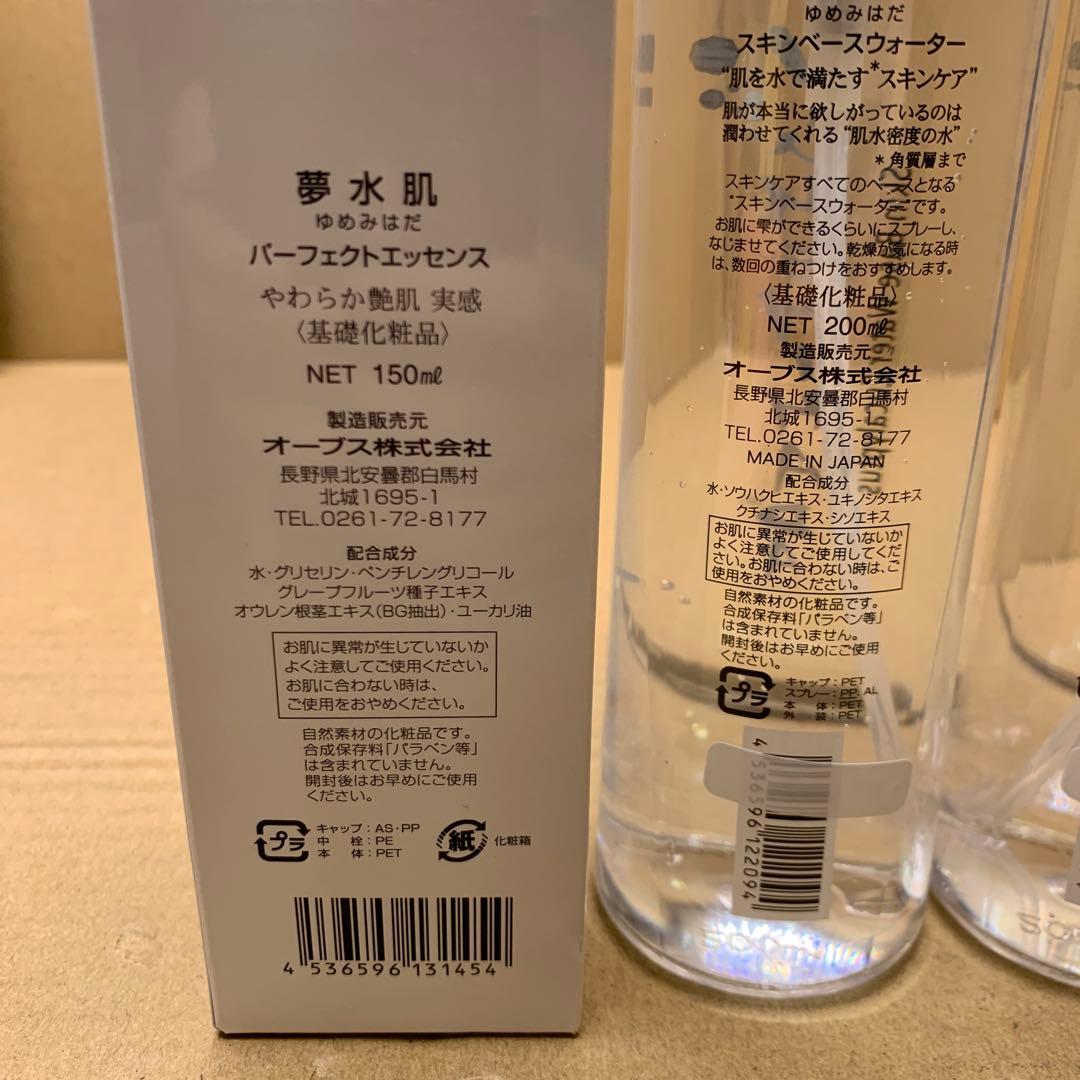 夢水肌
ゆめみはだ
パーフェクトエッセンス
やわらか艶肌 実感
〈基礎化粧品〉
NET 150㎖
製造販売元
オーブス株式会社
長野県北安曇郡白馬村
北城1695-1
TEL.0261-72-8177
配合成分
水・グリセリン・ペンチレングリコール
グレープフルーツ種子エキス
オウレン根茎エキス(BG抽出)・ユーカリ油
お肌に異常が生じていないか
よく注意してご使用ください。
お肌に合わない時は、
ご使用をおやめください。
自然素材の化粧品です。
合成保存料「パラベン等」
は含まれていません。
開封後はお早めにご使用
ください。
プラ
キャップ：AS・PP
中栓：PE
本体：PET
紙
化粧箱
4 536596 131454
ゆめみはだ
スキンベースウォーター
“肌を水で満たす*スキンケア”
肌が本当に欲しがっているのは
潤わせてくれる“肌水密度の水”
*角質層まで
スキンケアすべてのベースとなる
“スキンベースウォーター”です。
お肌に雫ができるくらいにスプレーし、
なじませてください。乾燥が気になる時
は、数回の重ねつけをおすすめします。
〈基礎化粧品〉
NET 200㎖
製造販売元
オーブス株式会社
長野県北安曇郡白馬村
北城1695-1
TEL.0261-72-8177
MADE IN JAPAN
配合成分
水・ソウハクヒエキス・ユキノシタエキス
クチナシエキス・シソエキス
お肌に異常が生じていないか
よく注意してご使用してくだ
さい。お肌に合わない時は、ご
使用をおやめください。
自然素材の化粧品です。
合成保存料「パラベン等」
は含まれていません。
開封後はお早めにご使用
ください。
プラ
キャップ：PET
スプレー：PP, AL
本体：PET
外装：PET
4 536596 122094